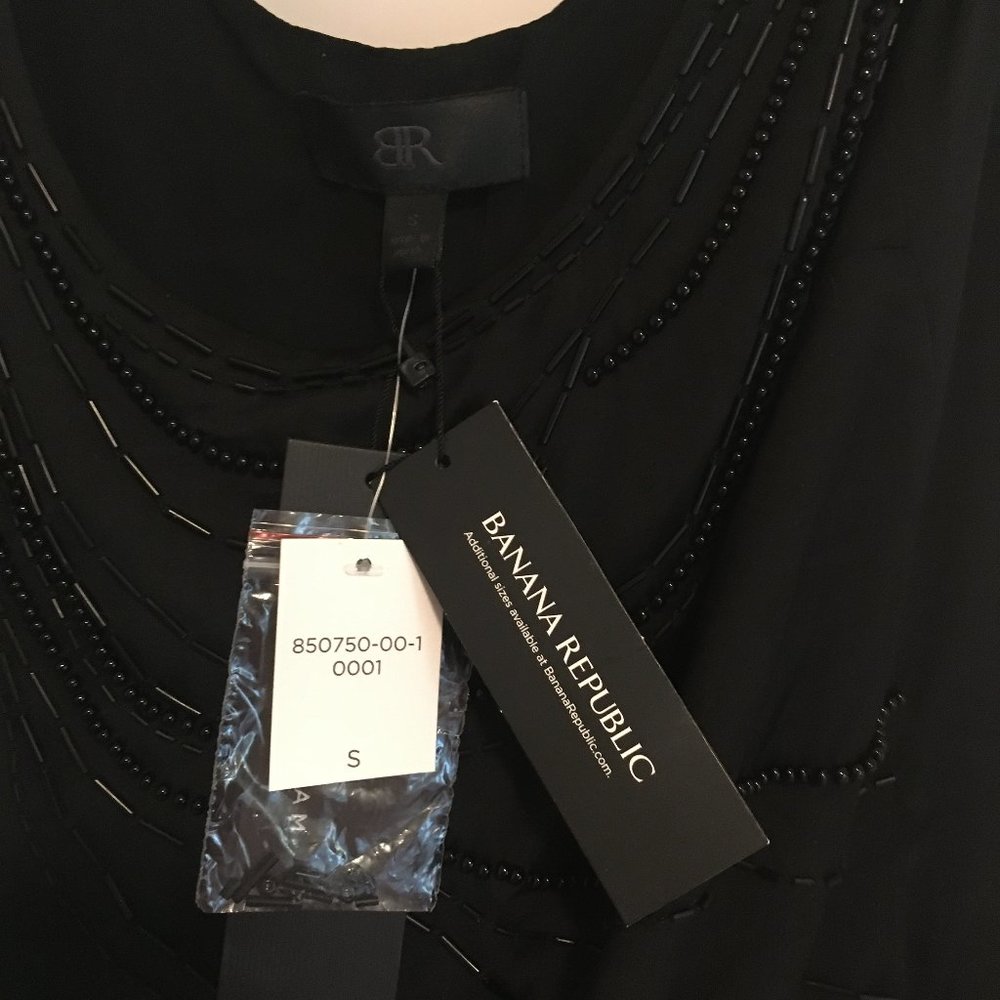 BR
S
850750-00-1
0001
S
BANANA REPUBLIC
Additional sizes available at BananaRepublic.com.
A M